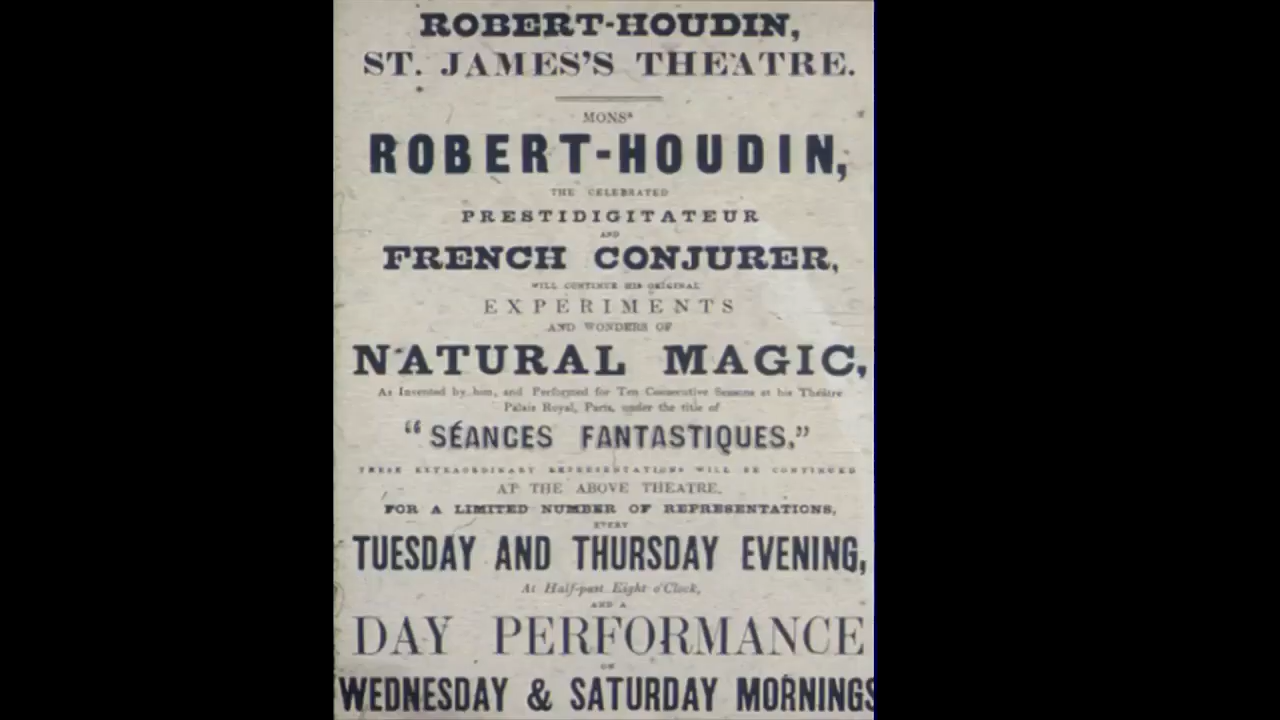 ROBERT-HOUDIN,
ST. JAMES'S THEATRE.
MONSR
ROBERT-HOUDIN,
THE CELEBRATED
PRESTIDIGITATEUR
AND
FRENCH CONJURER,
WILL CONTINUE HIS ORIGINAL
EXPERIMENTS
AND WONDERS OF
NATURAL MAGIC,
As Invented by him, and Performed for Ten Consecutive Seasons at his Theâtre
Palais Royal, Paris, under the title of
"SÉANCES FANTASTIQUES."
THESE EXTRAORDINARY REPRESENTATIONS WILL BE CONTINUED
AT THE ABOVE THEATRE,
FOR A LIMITED NUMBER OF REPRESENTATIONS,
EVERY
TUESDAY AND THURSDAY EVENING,
At Half-past Eight o'Clock,
AND A
DAY PERFORMANCE
ON
WEDNESDAY & SATURDAY MORNINGS